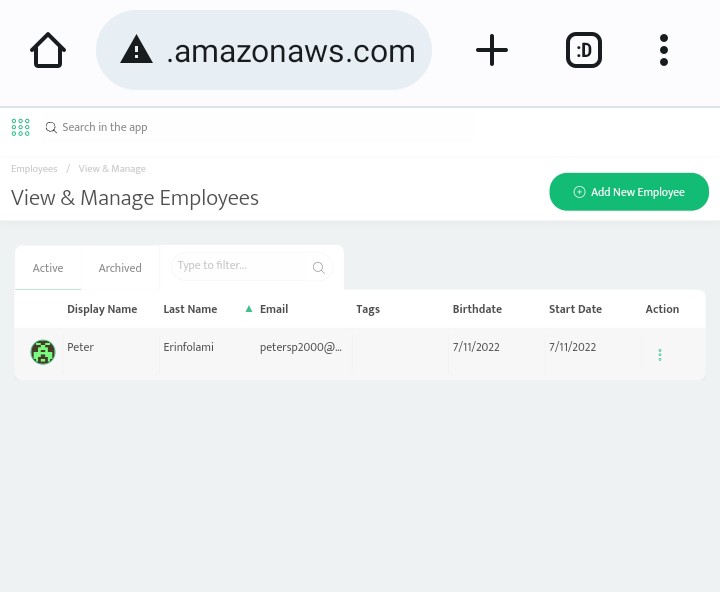 .amazonaws.com
:D
Search in the app
Employees / View & Manage
View & Manage Employees
Add New Employee
Active Archived Type to filter...
Display Name Last Name Email Tags Birthdate Start Date Action
Peter Erinfolami petersp2000@... 7/11/2022 7/11/2022